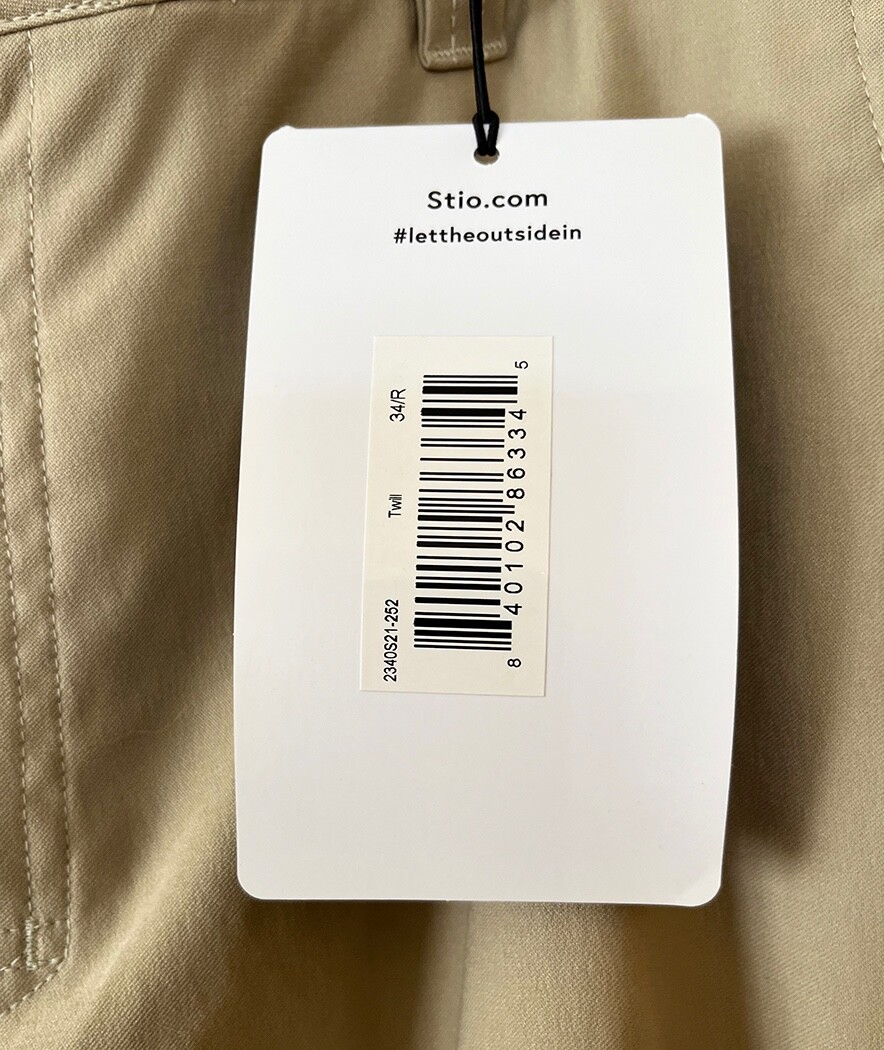 Stio.com
#lettheoutsidein
2340S21-252 Twill 34/R
8 40102 86334 5